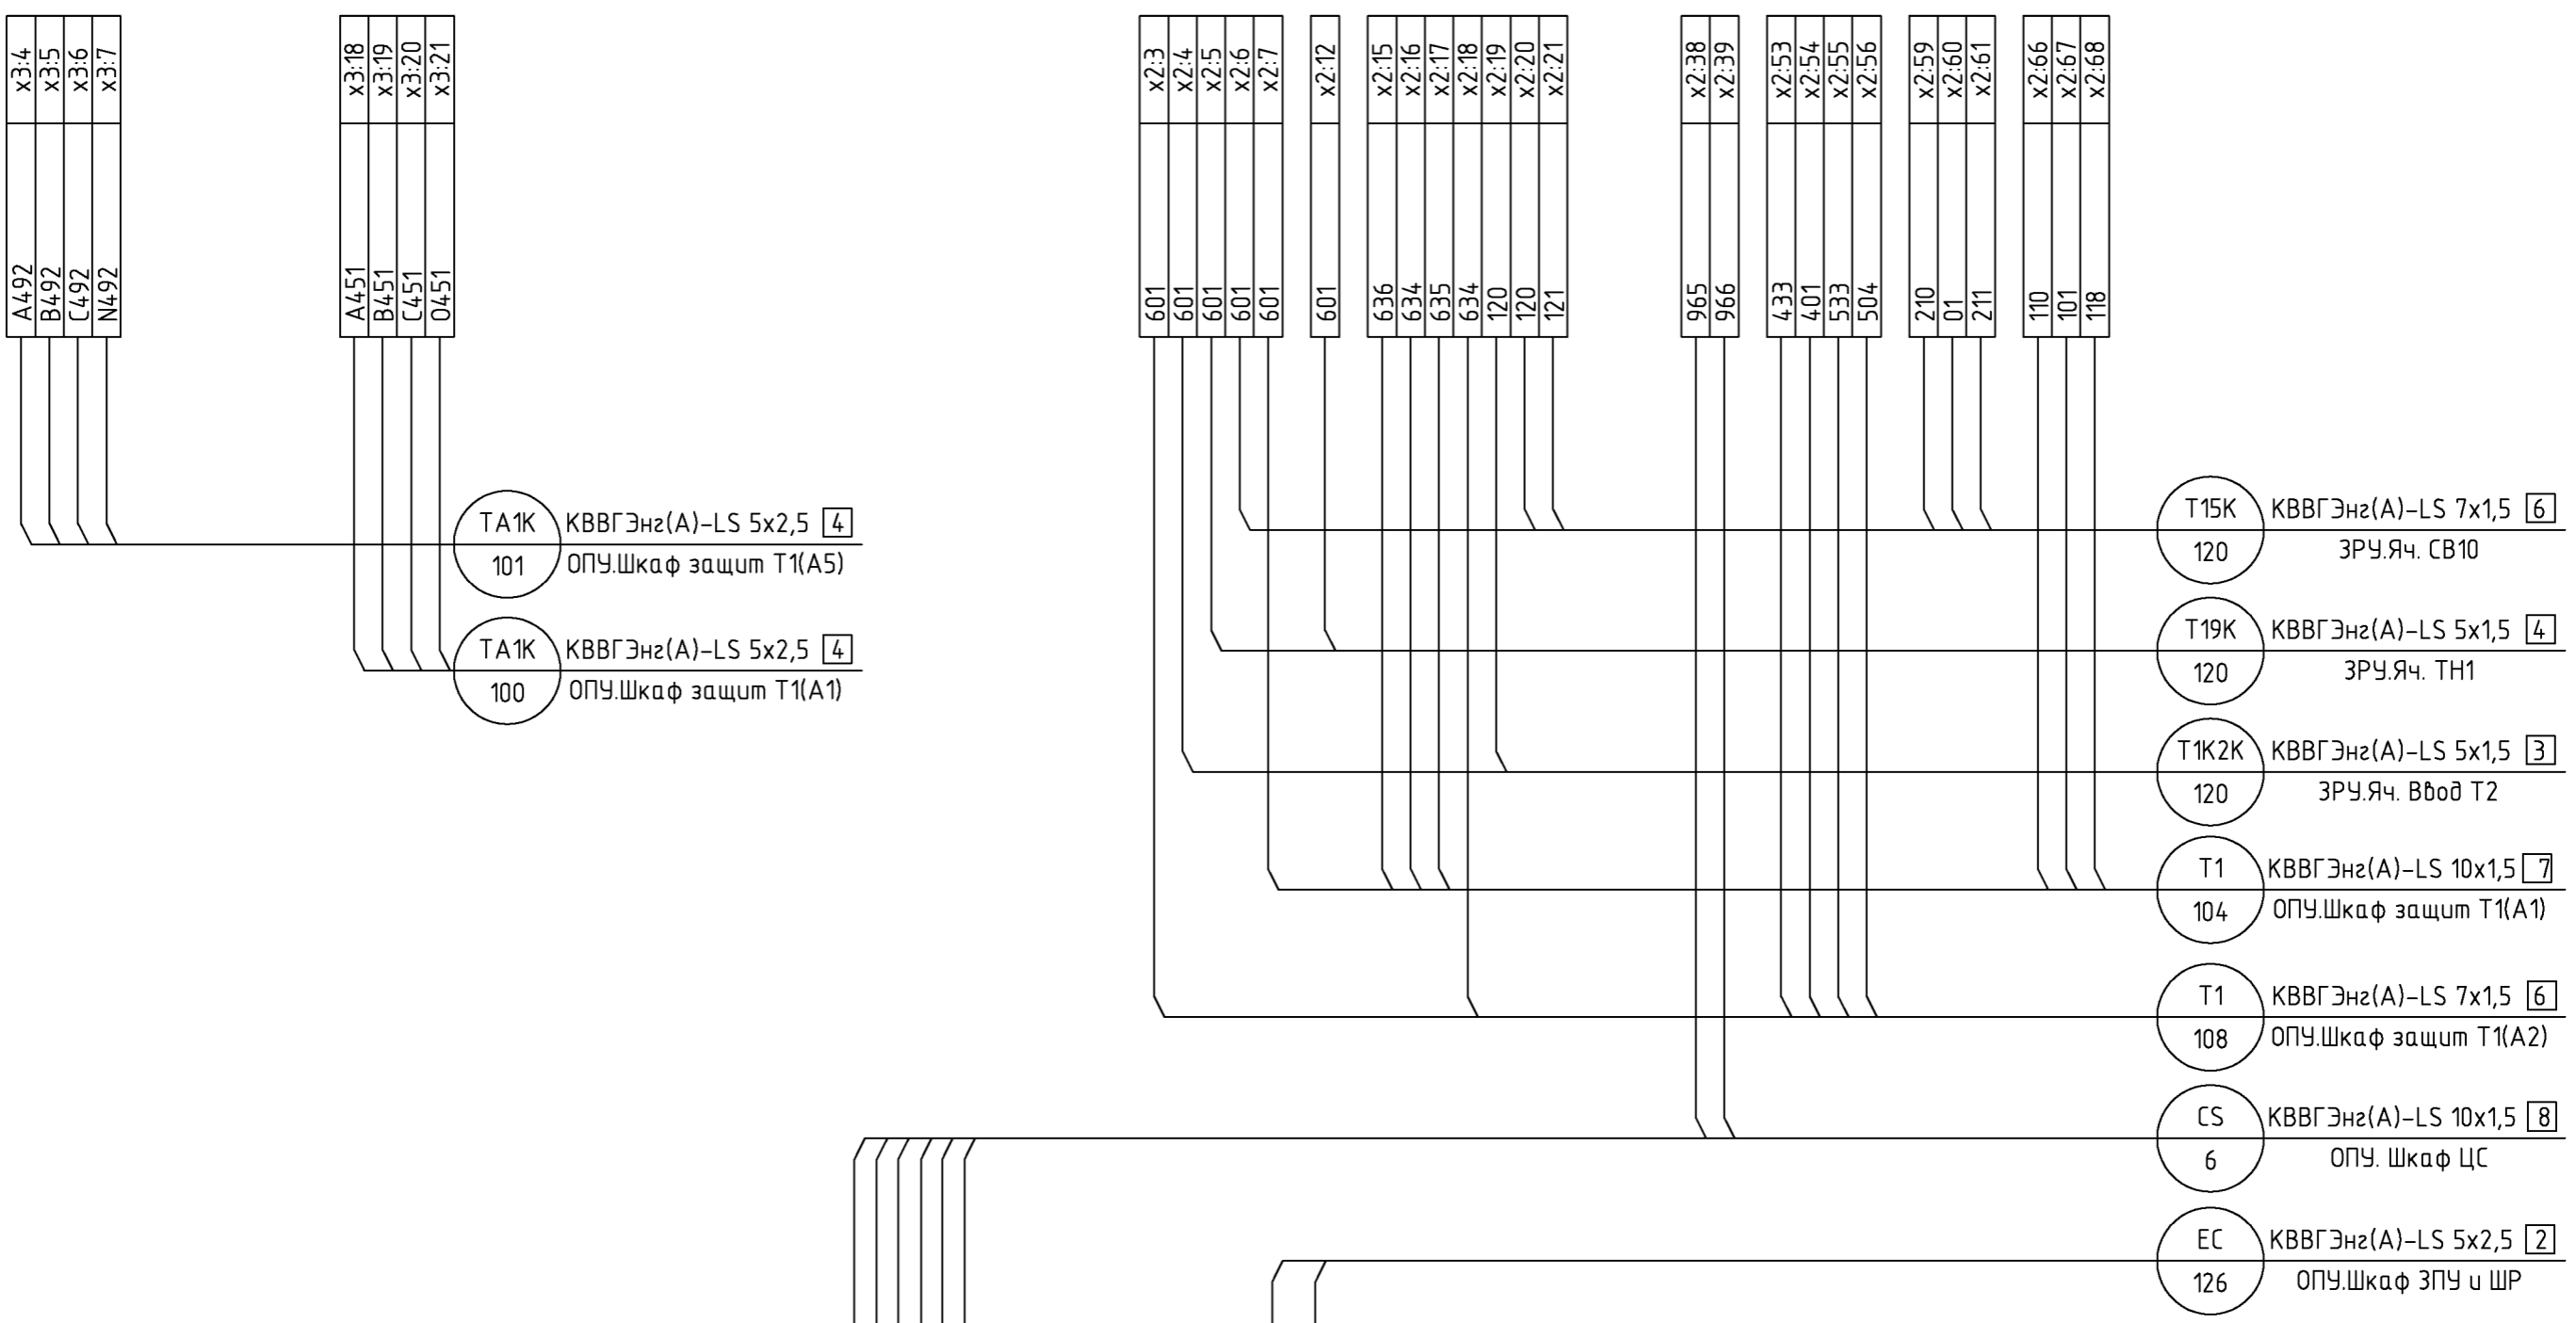 x3:4
x3:5
x3:6
x3:7
x3:18
x3:19
x3:20
x3:21
x2:3
x2:4
x2:5
x2:6
x2:7
x2:12
x2:15
x2:16
x2:17
x2:18
x2:19
x2:20
x2:21
x2:38
x2:39
x2:53
x2:54
x2:55
x2:56
x2:59
x2:60
x2:61
x2:66
x2:67
x2:68
A492
B492
C492
N492
A451
B451
C451
O451
601
601
601
601
601
601
636
634
635
634
120
120
121
965
966
433
401
533
504
210
01
211
110
101
118
TA1K КВВГЭнг(А)-LS 5x2,5 4
101 ОПУ.Шкаф защит Т1(А5)
TA1K КВВГЭнг(А)-LS 5x2,5 4
100 ОПУ.Шкаф защит Т1(А1)
T15K КВВГЭнг(А)-LS 7x1,5 6
120 ЗРУ.Яч. СВ10
T19K КВВГЭнг(А)-LS 5x1,5 4
120 ЗРУ.Яч. ТН1
T1K2K КВВГЭнг(А)-LS 5x1,5 3
120 ЗРУ.Яч. Ввод Т2
T1 КВВГЭнг(А)-LS 10x1,5 7
104 ОПУ.Шкаф защит Т1(А1)
T1 КВВГЭнг(А)-LS 7x1,5 6
108 ОПУ.Шкаф защит Т1(А2)
CS КВВГЭнг(А)-LS 10x1,5 8
6 ОПУ. Шкаф ЦС
EC КВВГЭнг(А)-LS 5x2,5 2
126 ОПУ.Шкаф ЗПУ и ШР